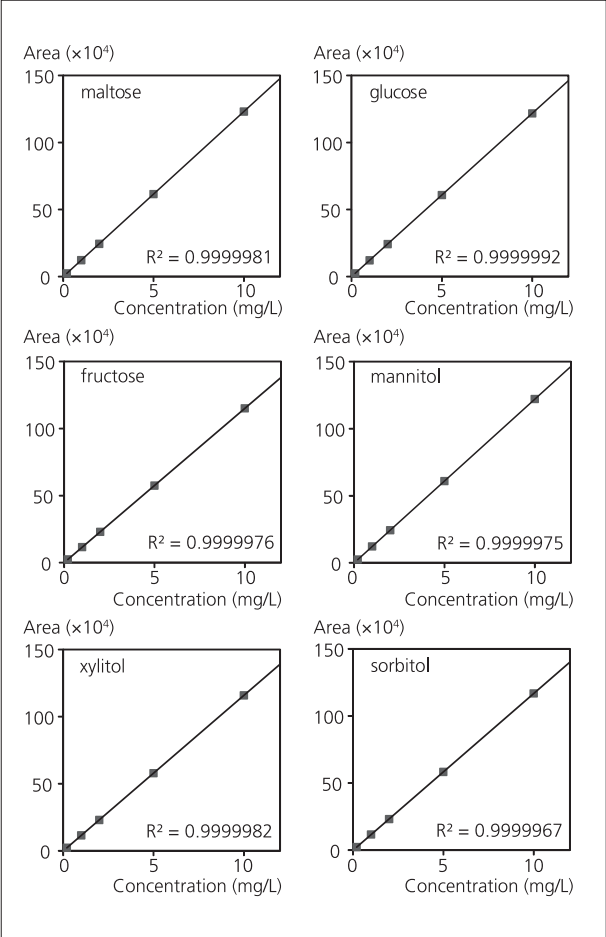 Area (×10⁴)
150
maltose
100
50
R² = 0.9999981
0
0 5 10
Concentration (mg/L)
Area (×10⁴)
150
glucose
100
50
R² = 0.9999992
0
0 5 10
Concentration (mg/L)
Area (×10⁴)
150
fructose
100
50
R² = 0.9999976
0
0 5 10
Concentration (mg/L)
Area (×10⁴)
150
mannitol
100
50
R² = 0.9999975
0
0 5 10
Concentration (mg/L)
Area (×10⁴)
150
xylitol
100
50
R² = 0.9999982
0
0 5 10
Concentration (mg/L)
Area (×10⁴)
150
sorbitol
100
50
R² = 0.9999967
0
0 5 10
Concentration (mg/L)